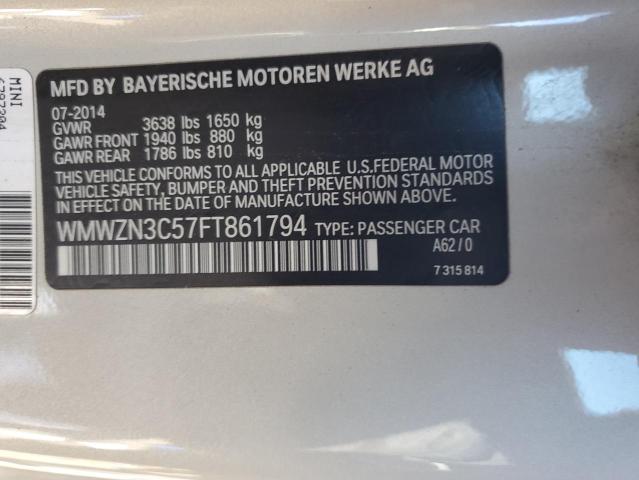 MFD BY BAYERISCHE MOTOREN WERKE AG
07-2014
GVWR 3638 lbs 1650 kg
GAWR FRONT 1940 lbs 880 kg
GAWR REAR 1786 lbs 810 kg
THIS VEHICLE CONFORMS TO ALL APPLICABLE U.S.FEDERAL MOTOR
VEHICLE SAFETY, BUMPER AND THEFT PREVENTION STANDARDS
IN EFFECT ON THE DATE OF MANUFACTURE SHOWN ABOVE.
WMWZN3C57FT861794 TYPE: PASSENGER CAR
A62/0
7 315 814
MINI